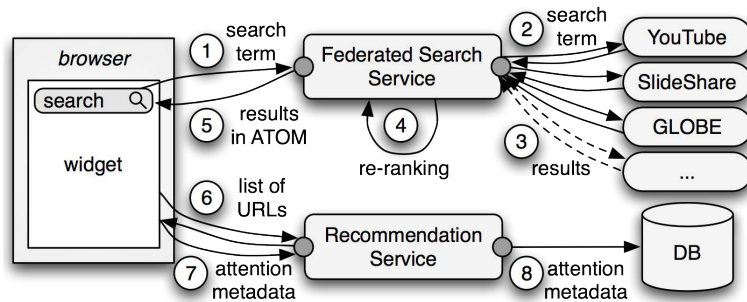 browser
search
widget
1
search
term
5
results
in ATOM
Federated Search
Service
4
re-ranking
2
search
term
3
results
YouTube
SlideShare
GLOBE
...
6
list of
URLs
7
attention
metadata
Recommendation
Service
8
attention
metadata
DB